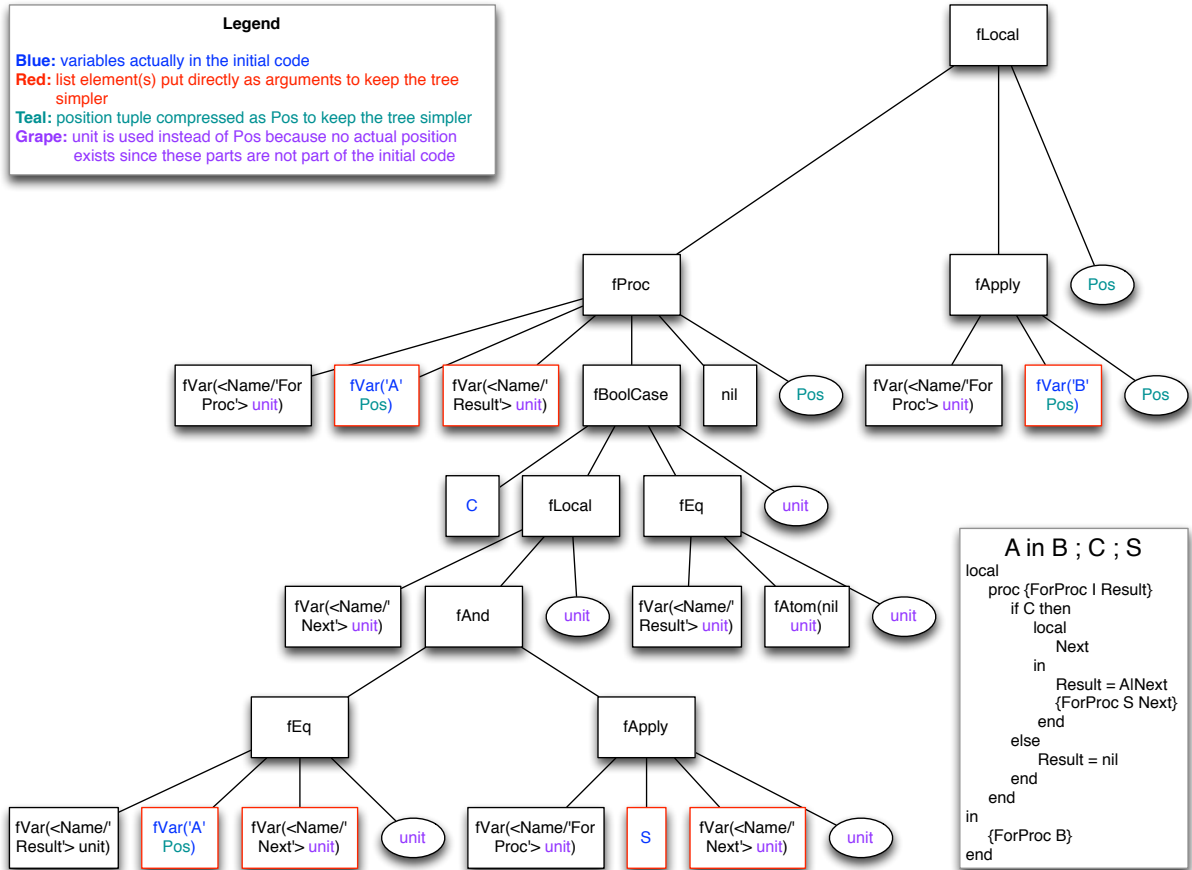 Legend
Blue: variables actually in the initial code
Red: list element(s) put directly as arguments to keep the tree
simpler
Teal: position tuple compressed as Pos to keep the tree simpler
Grape: unit is used instead of Pos because no actual position
exists since these parts are not part of the initial code
fLocal
fProc
fApply
Pos
fVar(<Name/'For
Proc'> unit)
fVar('A'
Pos)
fVar(<Name/'
Result'> unit)
fBoolCase
nil
Pos
fVar(<Name/'For
Proc'> unit)
fVar('B'
Pos)
Pos
C
fLocal
fEq
unit
fVar(<Name/'
Next'> unit)
fAnd
unit
fVar(<Name/'
Result'> unit)
fAtom(nil
unit)
unit
fEq
fApply
fVar(<Name/'
Result'> unit)
fVar('A'
Pos)
fVar(<Name/'
Next'> unit)
unit
fVar(<Name/'For
Proc'> unit)
S
fVar(<Name/'
Next'> unit)
unit
A in B ; C ; S
local
proc {ForProc I Result}
if C then
local
Next
in
Result = A|Next
{ForProc S Next}
end
else
Result = nil
end
end
in
{ForProc B}
end